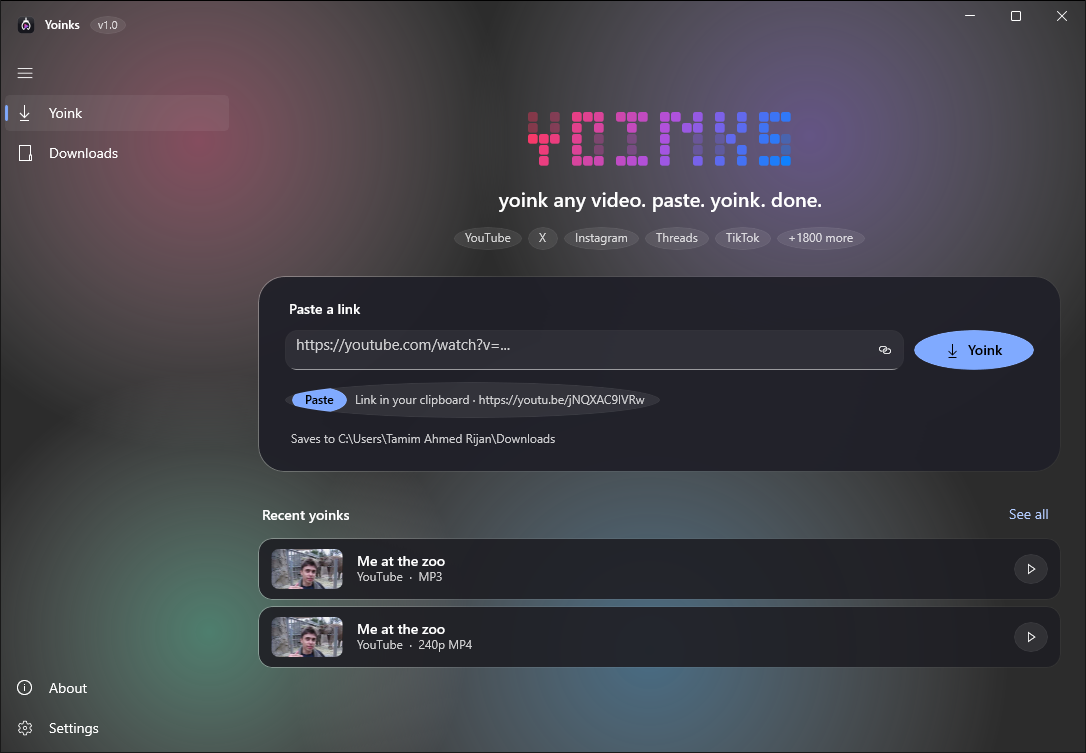 Yoinks v1.0
Yoink
Downloads
YOINKS
yoink any video. paste. yoink. done.
YouTube X Instagram Threads TikTok +1800 more
Paste a link
https://youtube.com/watch?v=...
Yoink
Paste Link in your clipboard · https://youtu.be/jNQXAC9IVRw
Saves to C:\Users\Tamim Ahmed Rijan\Downloads
Recent yoinks See all
Me at the zoo
YouTube · MP3
Me at the zoo
YouTube · 240p MP4
About
Settings